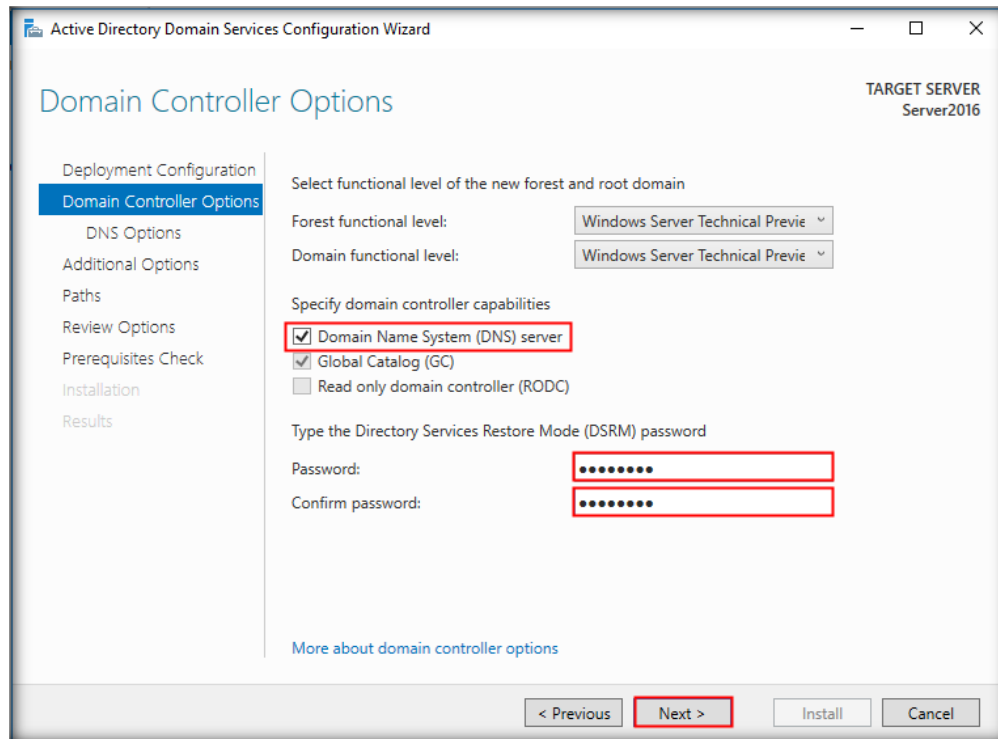 Active Directory Domain Services Configuration Wizard
Domain Controller Options
TARGET SERVER
Server2016
Deployment Configuration
Domain Controller Options
DNS Options
Additional Options
Paths
Review Options
Prerequisites Check
Installation
Results
Select functional level of the new forest and root domain
Forest functional level: Windows Server Technical Previe
Domain functional level: Windows Server Technical Previe
Specify domain controller capabilities
Domain Name System (DNS) server
Global Catalog (GC)
Read only domain controller (RODC)
Type the Directory Services Restore Mode (DSRM) password
Password: ●●●●●●●●
Confirm password: ●●●●●●●●
More about domain controller options
< Previous Next > Install Cancel